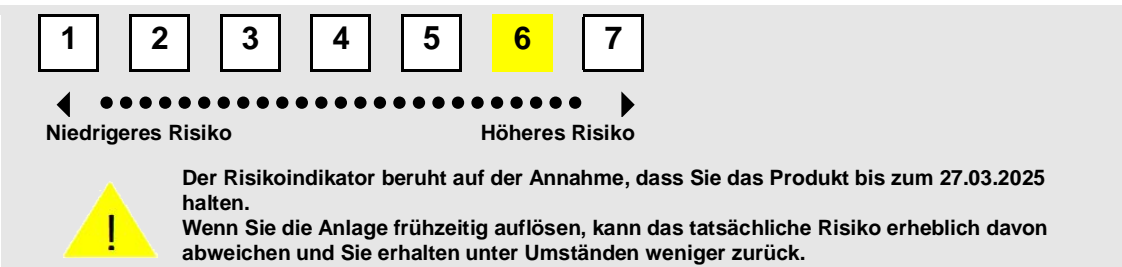 1 2 3 4 5 6 7
Niedrigeres Risiko Höheres Risiko
Der Risikoindikator beruht auf der Annahme, dass Sie das Produkt bis zum 27.03.2025
halten.
Wenn Sie die Anlage frühzeitig auflösen, kann das tatsächliche Risiko erheblich davon
! abweichen und Sie erhalten unter Umständen weniger zurück.